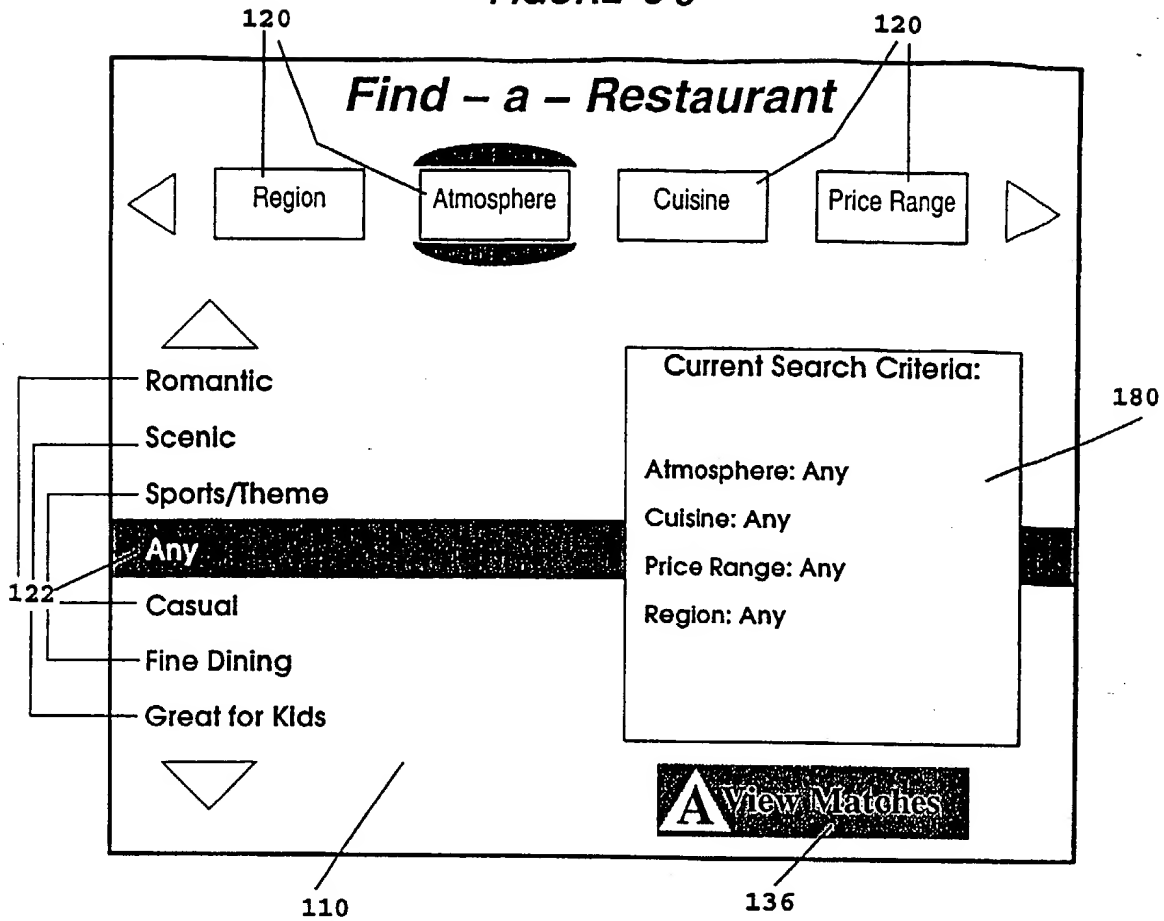 120
120
Find – a – Restaurant
Region
Atmosphere
Cuisine
Price Range
Romantic
Scenic
Sports/Theme
Any
Casual
Fine Dining
Great for Kids
122
Current Search Criteria:
Atmosphere: Any
Cuisine: Any
Price Range: Any
Region: Any
180
A View Matches
110
136